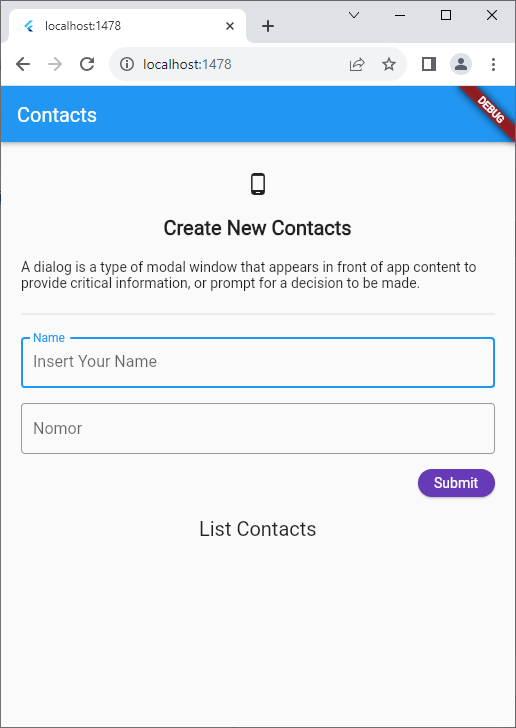 localhost:1478
localhost:1478
Contacts
DEBUG
Create New Contacts
A dialog is a type of modal window that appears in front of app content to
provide critical information, or prompt for a decision to be made.
Name
Insert Your Name
Nomor
Submit
List Contacts